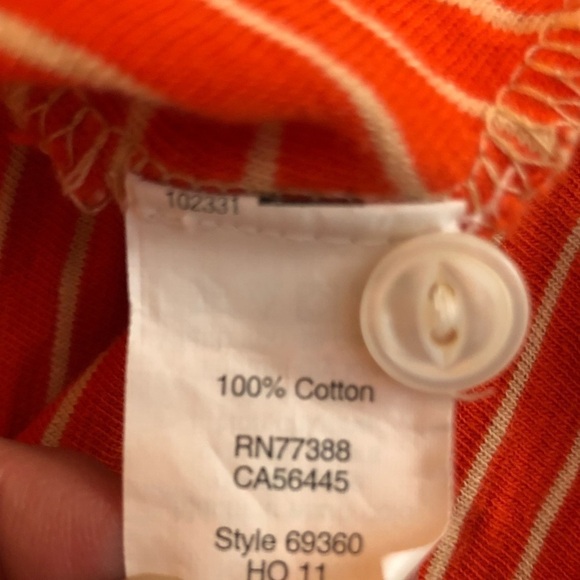 102331
100% Cotton
RN77388
CA56445
Style 69360
HO 11